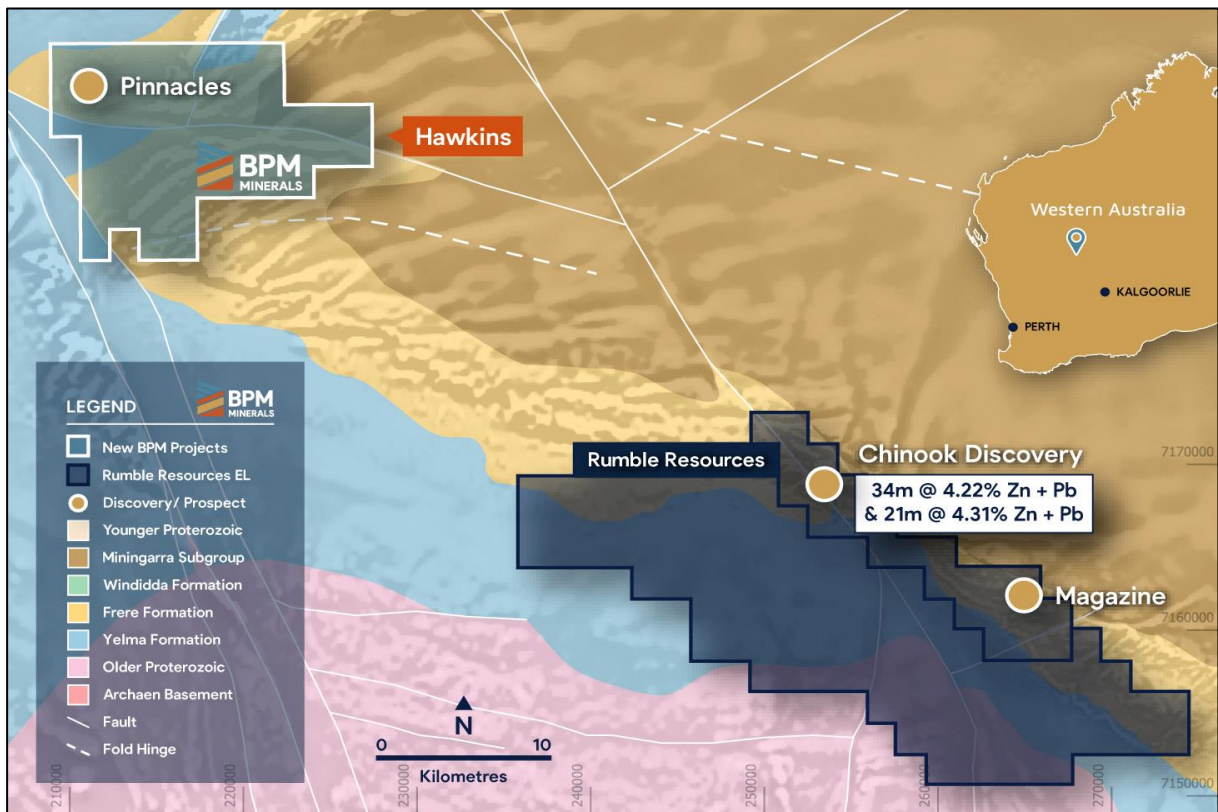 Pinnacles
Hawkins
BPM
MINERALS
Western Australia
KALGOORLIE
PERTH
LEGEND
BPM
MINERALS
New BPM Projects
Rumble Resources EL
Discovery/ Prospect
Younger Proterozoic
Miningarra Subgroup
Windidda Formation
Frere Formation
Yelma Formation
Older Proterozoic
Archaen Basement
Fault
Fold Hinge
Rumble Resources
Chinook Discovery
34m @ 4.22% Zn + Pb
& 21m @ 4.31% Zn + Pb
Magazine
7170000
7160000
7150000
N
0 10
Kilometres
210000
220000
230000
240000
250000
260000
270000